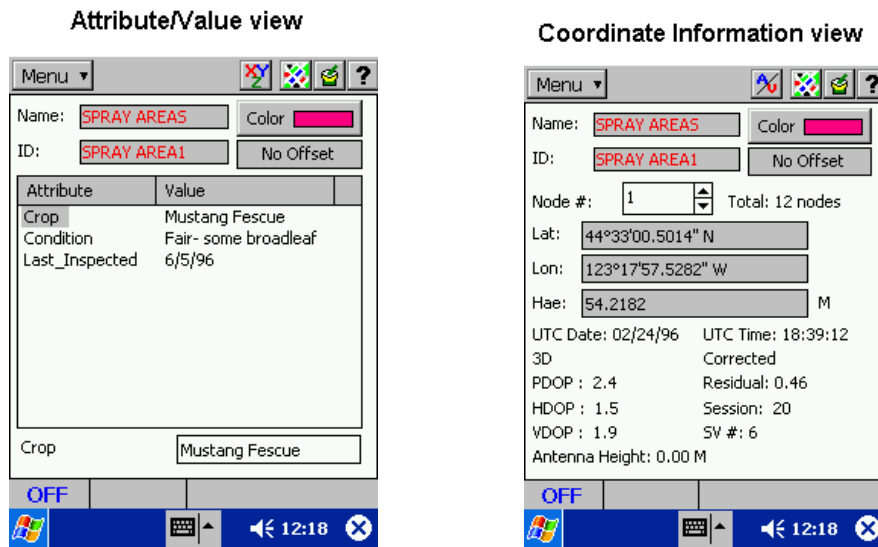 Attribute/Value view
Menu
XYZ
?
Name: SPRAY AREAS Color
ID: SPRAY AREA1 No Offset
Attribute Value
Crop Mustang Fescue
Condition Fair- some broadleaf
Last_Inspected 6/5/96
Crop Mustang Fescue
OFF
12:18
Coordinate Information view
Menu
A/V
?
Name: SPRAY AREAS Color
ID: SPRAY AREA1 No Offset
Node #: 1 Total: 12 nodes
Lat: 44°33'00.5014" N
Lon: 123°17'57.5282" W
Hae: 54.2182 M
UTC Date: 02/24/96 UTC Time: 18:39:12
3D Corrected
PDOP : 2.4 Residual: 0.46
HDOP : 1.5 Session: 20
VDOP : 1.9 SV #: 6
Antenna Height: 0.00 M
OFF
12:18